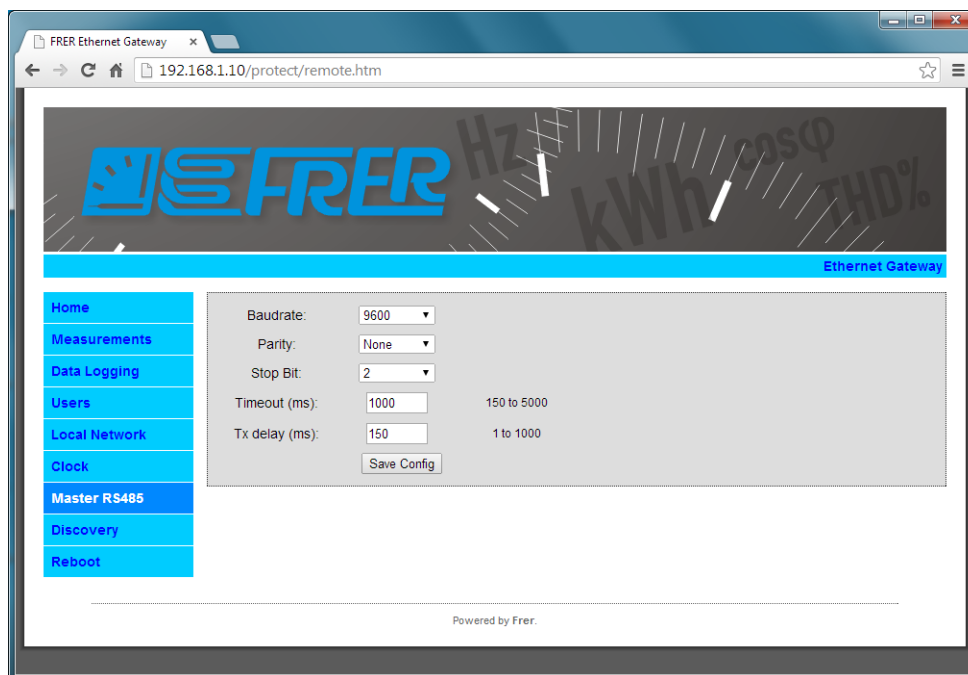 FRER Ethernet Gateway
192.168.1.10/protect/remote.htm
FRER
Hz
kWh
cosφ
THD%
Ethernet Gateway
Home
Measurements
Data Logging
Users
Local Network
Clock
Master RS485
Discovery
Reboot
Baudrate: 9600
Parity: None
Stop Bit: 2
Timeout (ms): 1000 150 to 5000
Tx delay (ms): 150 1 to 1000
Save Config
Powered by Frer.